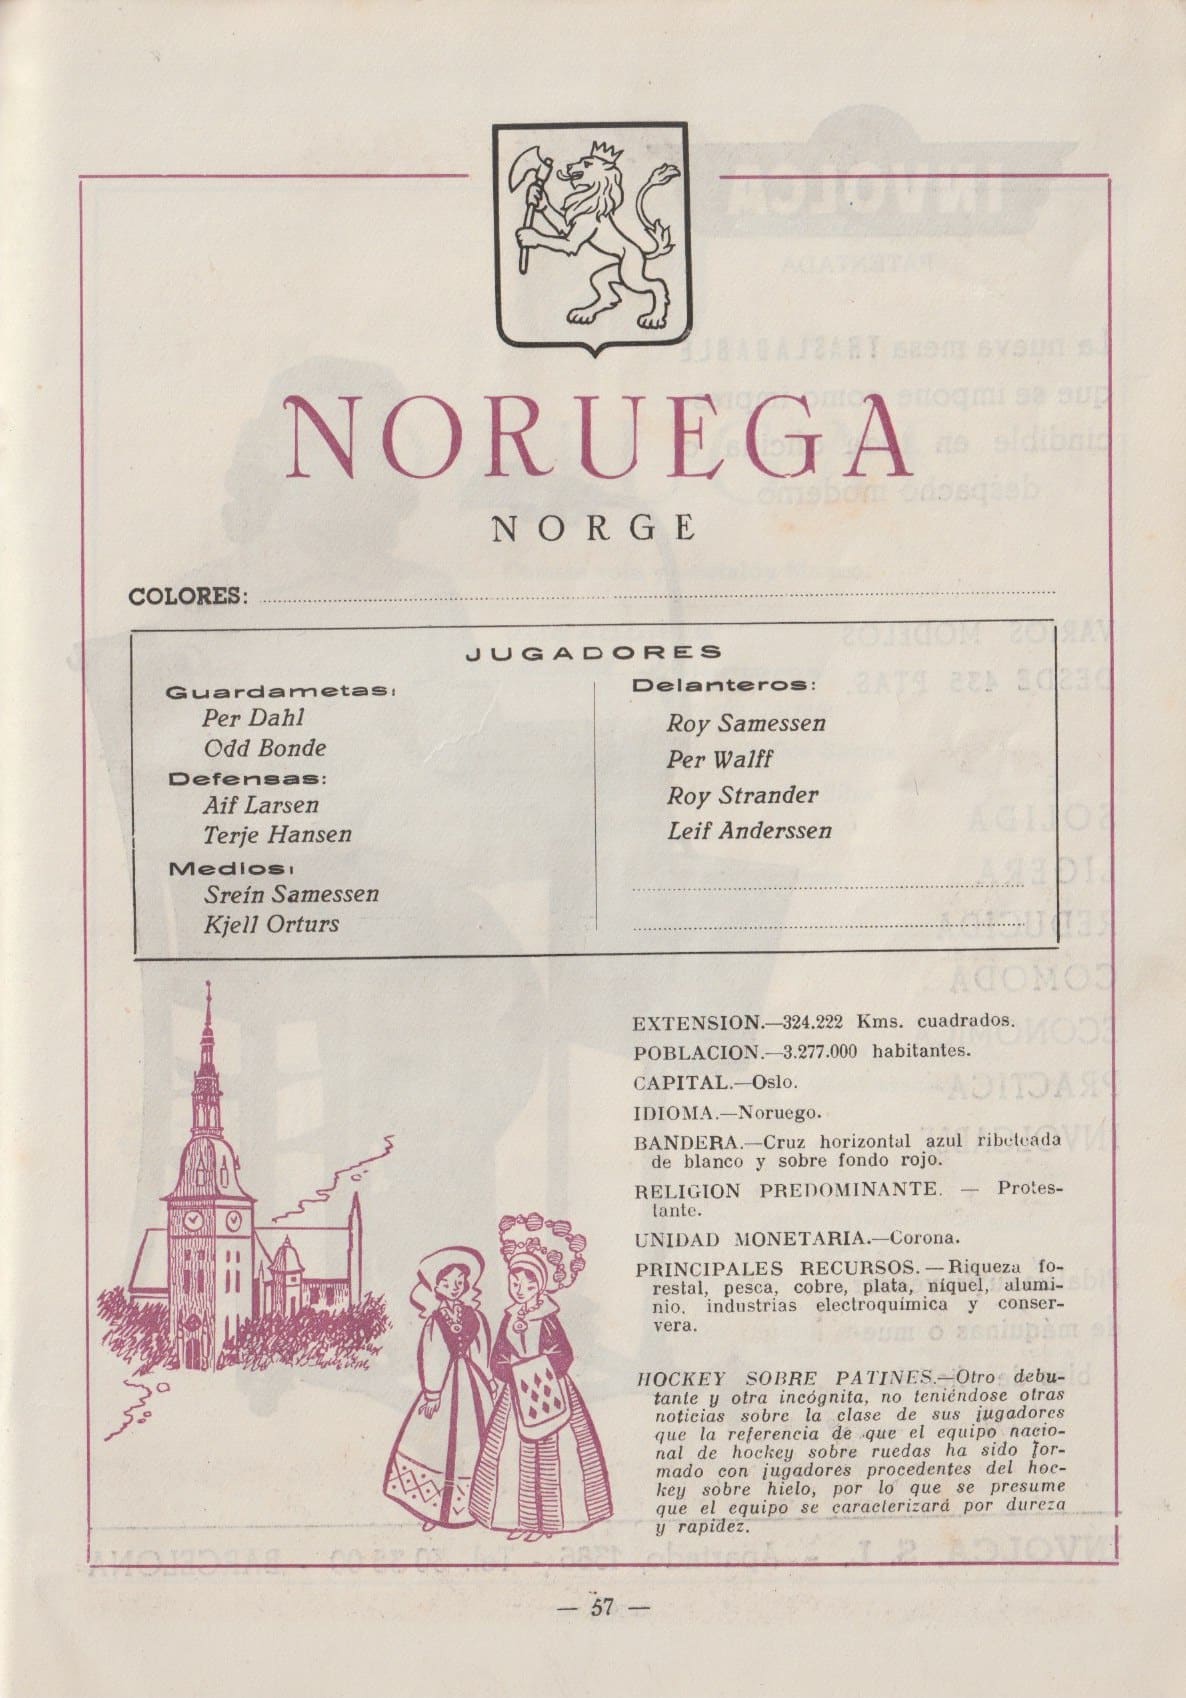 NORUEGA
NORGE
COLORES:
JUGADORES
Guardametas:
Per Dahl
Odd Bonde
Defensas:
Aif Larsen
Terje Hansen
Medios:
Sreín Samessen
Kjell Orturs
Delanteros:
Roy Samessen
Per Walff
Roy Strander
Leif Anderssen
EXTENSION.—324.222 Kms. cuadrados.
POBLACION.—3.277.000 habitantes.
CAPITAL.—Oslo.
IDIOMA.—Noruego.
BANDERA.—Cruz horizontal azul ribeteada
de blanco y sobre fondo rojo.
RELIGION PREDOMINANTE. — Protes-
tante.
UNIDAD MONETARIA.—Corona.
PRINCIPALES RECURSOS.—Riqueza fo-
restal, pesca, cobre, plata, níquel, alumi-
nio, industrias electroquímica y conser-
vera.
HOCKEY SOBRE PATINES.—Otro debu-
tante y otra incógnita, no teniéndose otras
noticias sobre la clase de sus jugadores
que la referencia de que el equipo nacio-
nal de hockey sobre ruedas ha sido for-
mado con jugadores procedentes del hoc-
key sobre hielo, por lo que se presume
que el equipo se caracterizará por dureza
y rapidez.
— 57 —